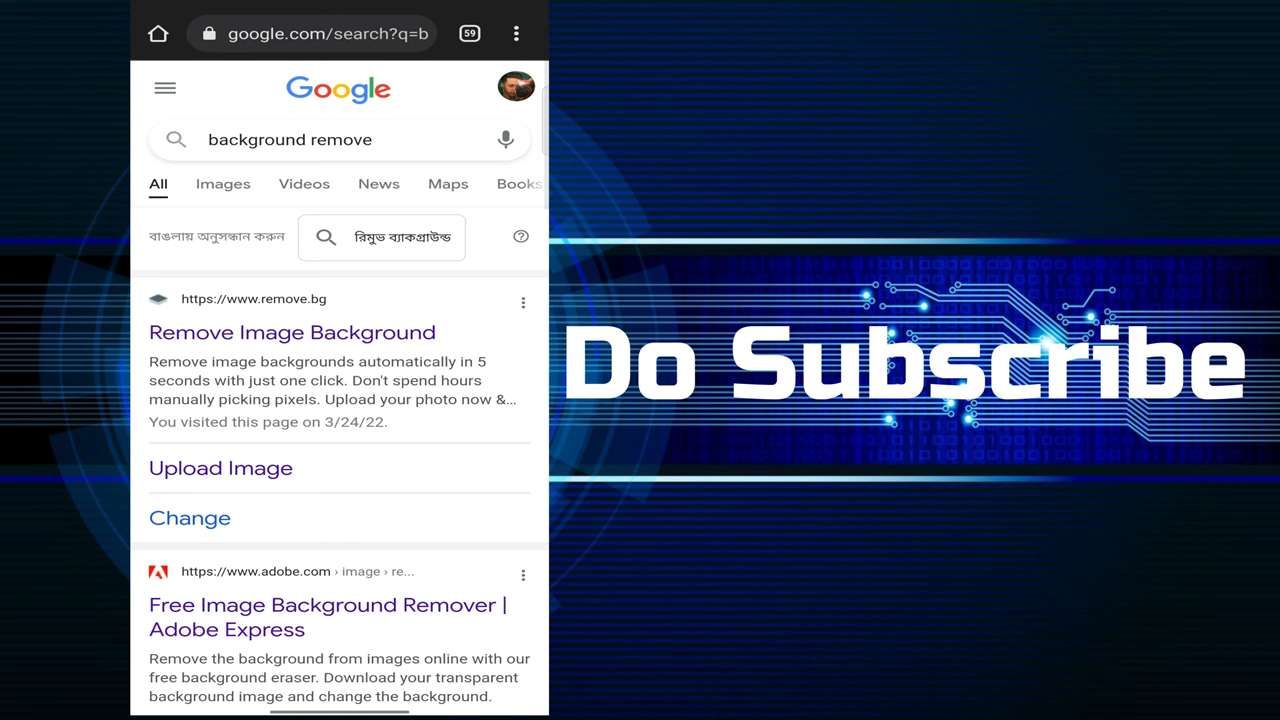 google.com/search?q=b
59
Google
background remove
All Images Videos News Maps Books
বাঙলায় অনুসন্ধান করুন
রিমুভ ব্যাকগ্রাউন্ড
https://www.remove.bg
Remove Image Background
Remove image backgrounds automatically in 5
seconds with just one click. Don't spend hours
manually picking pixels. Upload your photo now &...
You visited this page on 3/24/22.
Upload Image
Change
https://www.adobe.com › image › re...
Free Image Background Remover |
Adobe Express
Remove the background from images online with our
free background eraser. Download your transparent
background image and change the background.
Do Subscribe